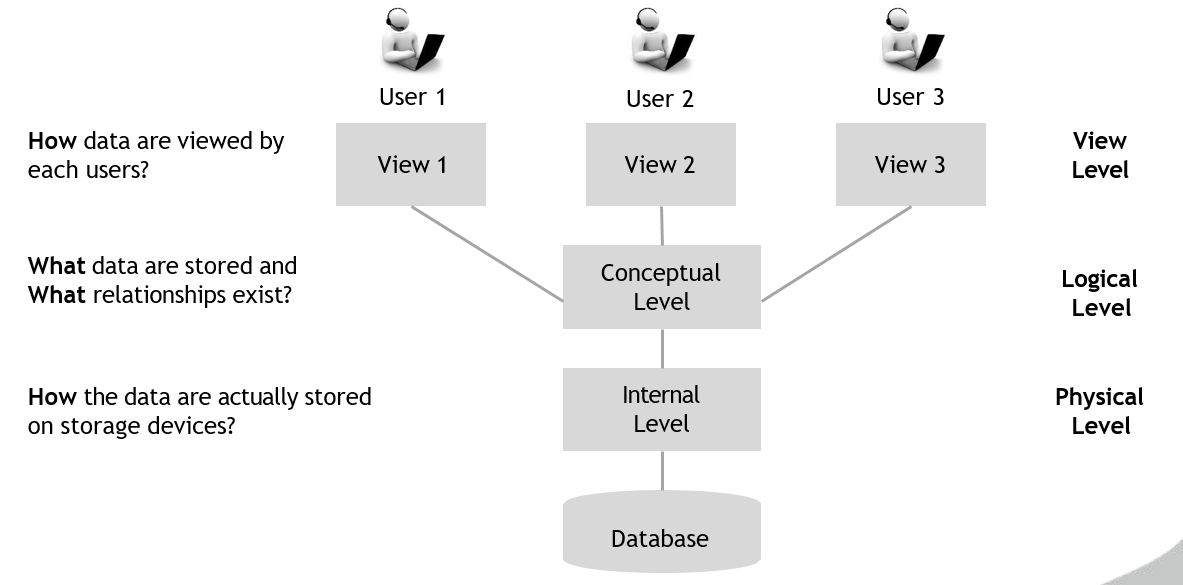 User 1
User 2
User 3
How data are viewed by
each users?
View 1
View 2
View 3
View
Level
What data are stored and
What relationships exist?
Conceptual
Level
Logical
Level
How the data are actually stored
on storage devices?
Internal
Level
Physical
Level
Database